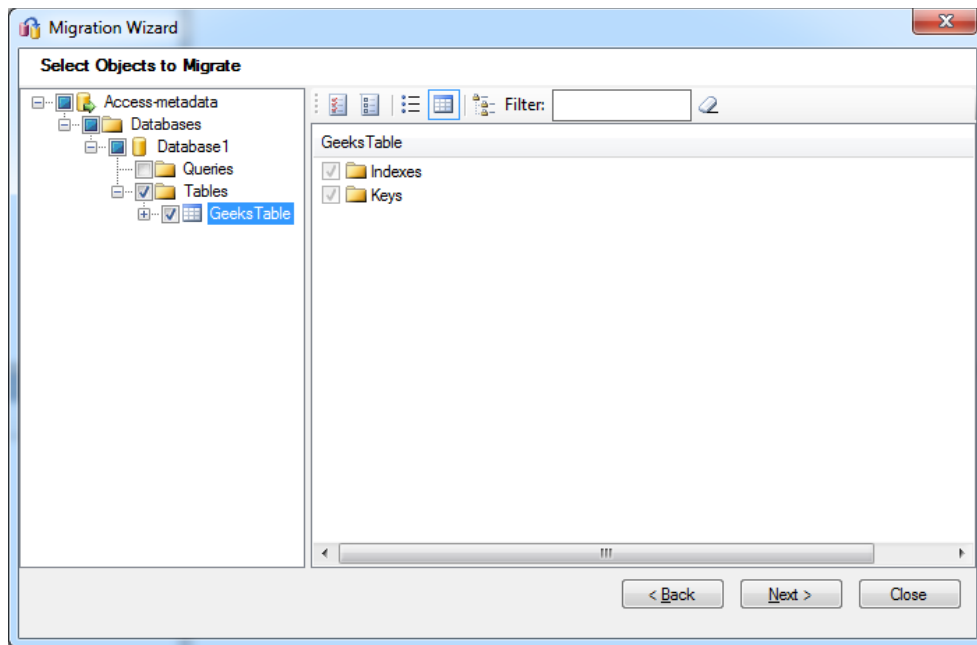 Migration Wizard
Select Objects to Migrate
Access-metadata
Databases
Database1
Queries
Tables
GeeksTable
Filter:
GeeksTable
Indexes
Keys
< Back
Next >
Close